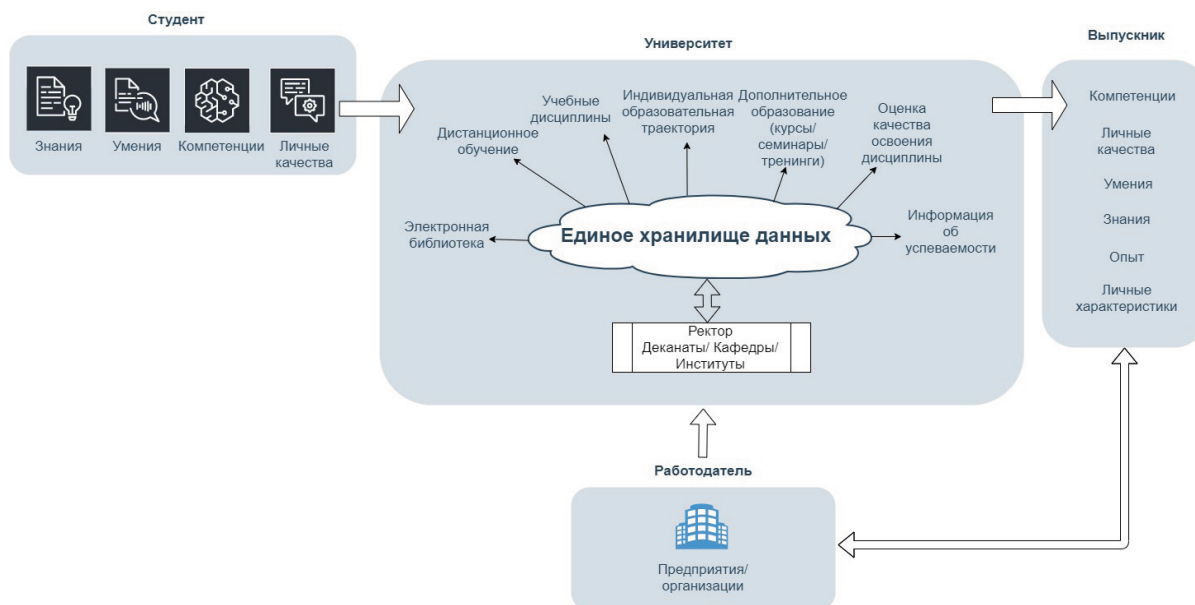 Студент
Знания
Умения
Компетенции
Личные
качества
Университет
Дистанционное
обучение
Учебные
дисциплины
Индивидуальная
образовательная
траектория
Дополнительное
образование
(курсы/
семинары/
тренинги)
Оценка
качества
освоения
дисциплины
Электронная
библиотека
Единое хранилище данных
Информация
об
успеваемости
Ректор
Деканаты/ Кафедры/
Институты
Выпускник
Компетенции
Личные
качества
Умения
Знания
Опыт
Личные
характеристики
Работодатель
Предприятия/
организации